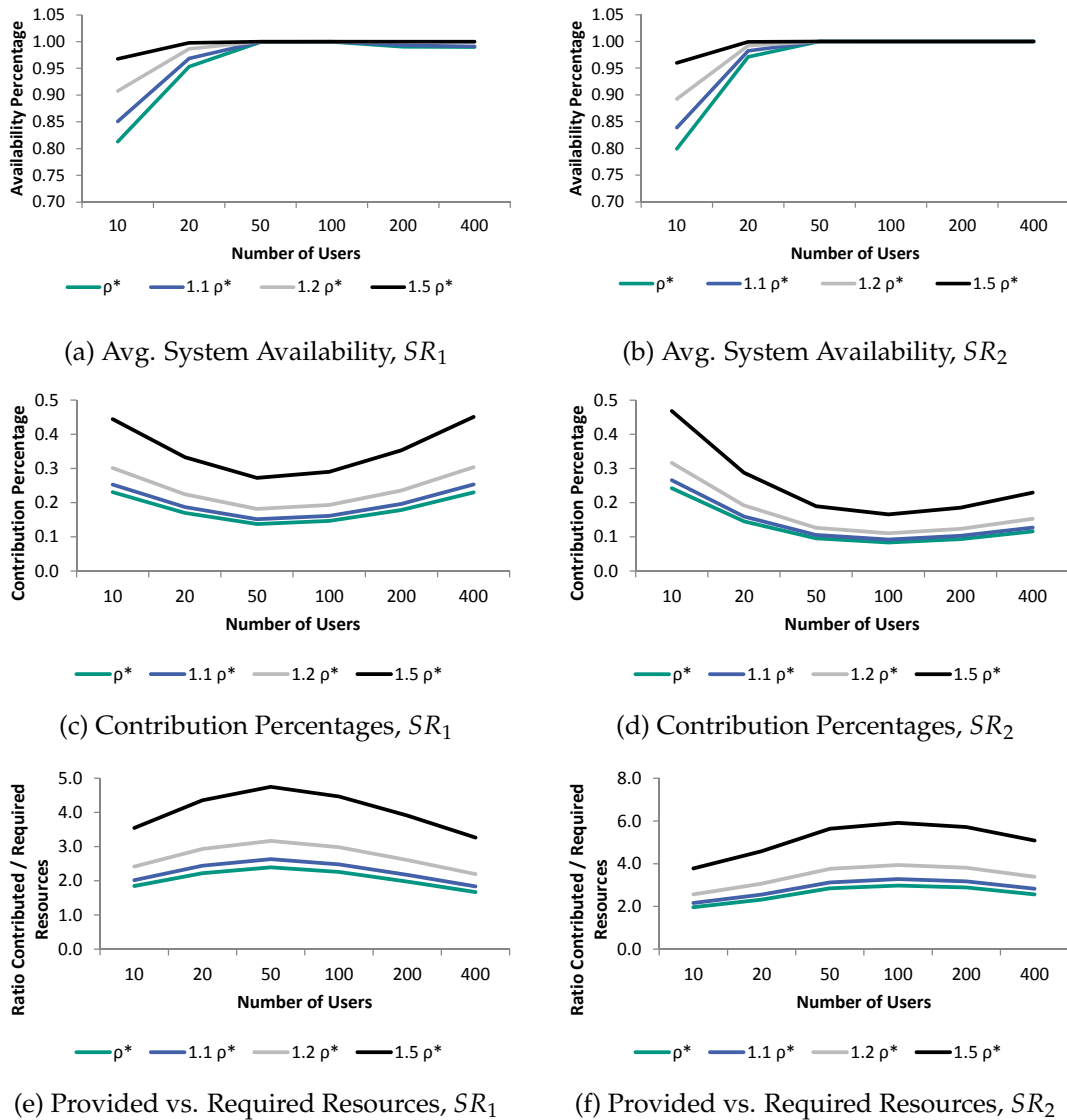 1.05
1.00
0.95
0.90
0.85
0.80
0.75
0.70
Availability Percentage
10 20 50 100 200 400
Number of Users
ρ* 1.1 ρ* 1.2 ρ* 1.5 ρ*
(a) Avg. System Availability, SR1
1.05
1.00
0.95
0.90
0.85
0.80
0.75
0.70
Availability Percentage
10 20 50 100 200 400
Number of Users
ρ* 1.1 ρ* 1.2 ρ* 1.5 ρ*
(b) Avg. System Availability, SR2
0.5
0.4
0.3
0.2
0.1
0.0
Contribution Percentage
10 20 50 100 200 400
Number of Users
ρ* 1.1 ρ* 1.2 ρ* 1.5 ρ*
(c) Contribution Percentages, SR1
0.5
0.4
0.3
0.2
0.1
0.0
Contribution Percentage
10 20 50 100 200 400
Number of Users
ρ* 1.1 ρ* 1.2 ρ* 1.5 ρ*
(d) Contribution Percentages, SR2
5.0
4.0
3.0
2.0
1.0
0.0
Ratio Contributed / Required
Resources
10 20 50 100 200 400
Number of Users
ρ* 1.1 ρ* 1.2 ρ* 1.5 ρ*
(e) Provided vs. Required Resources, SR1
8.0
6.0
4.0
2.0
0.0
Ratio Contributed / Required
Resources
10 20 50 100 200 400
Number of Users
ρ* 1.1 ρ* 1.2 ρ* 1.5 ρ*
(f) Provided vs. Required Resources, SR2